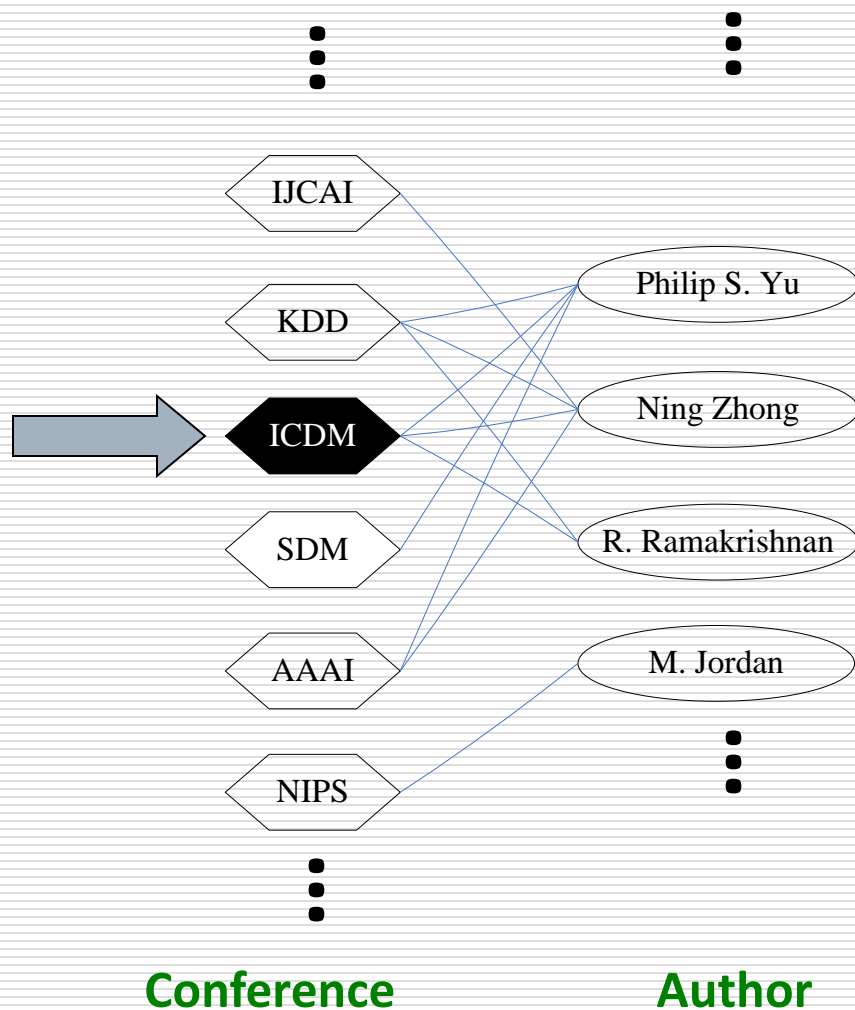 IJCAI
Philip S. Yu
KDD
Ning Zhong
ICDM
R. Ramakrishnan
SDM
M. Jordan
AAAI
NIPS
Conference
Author